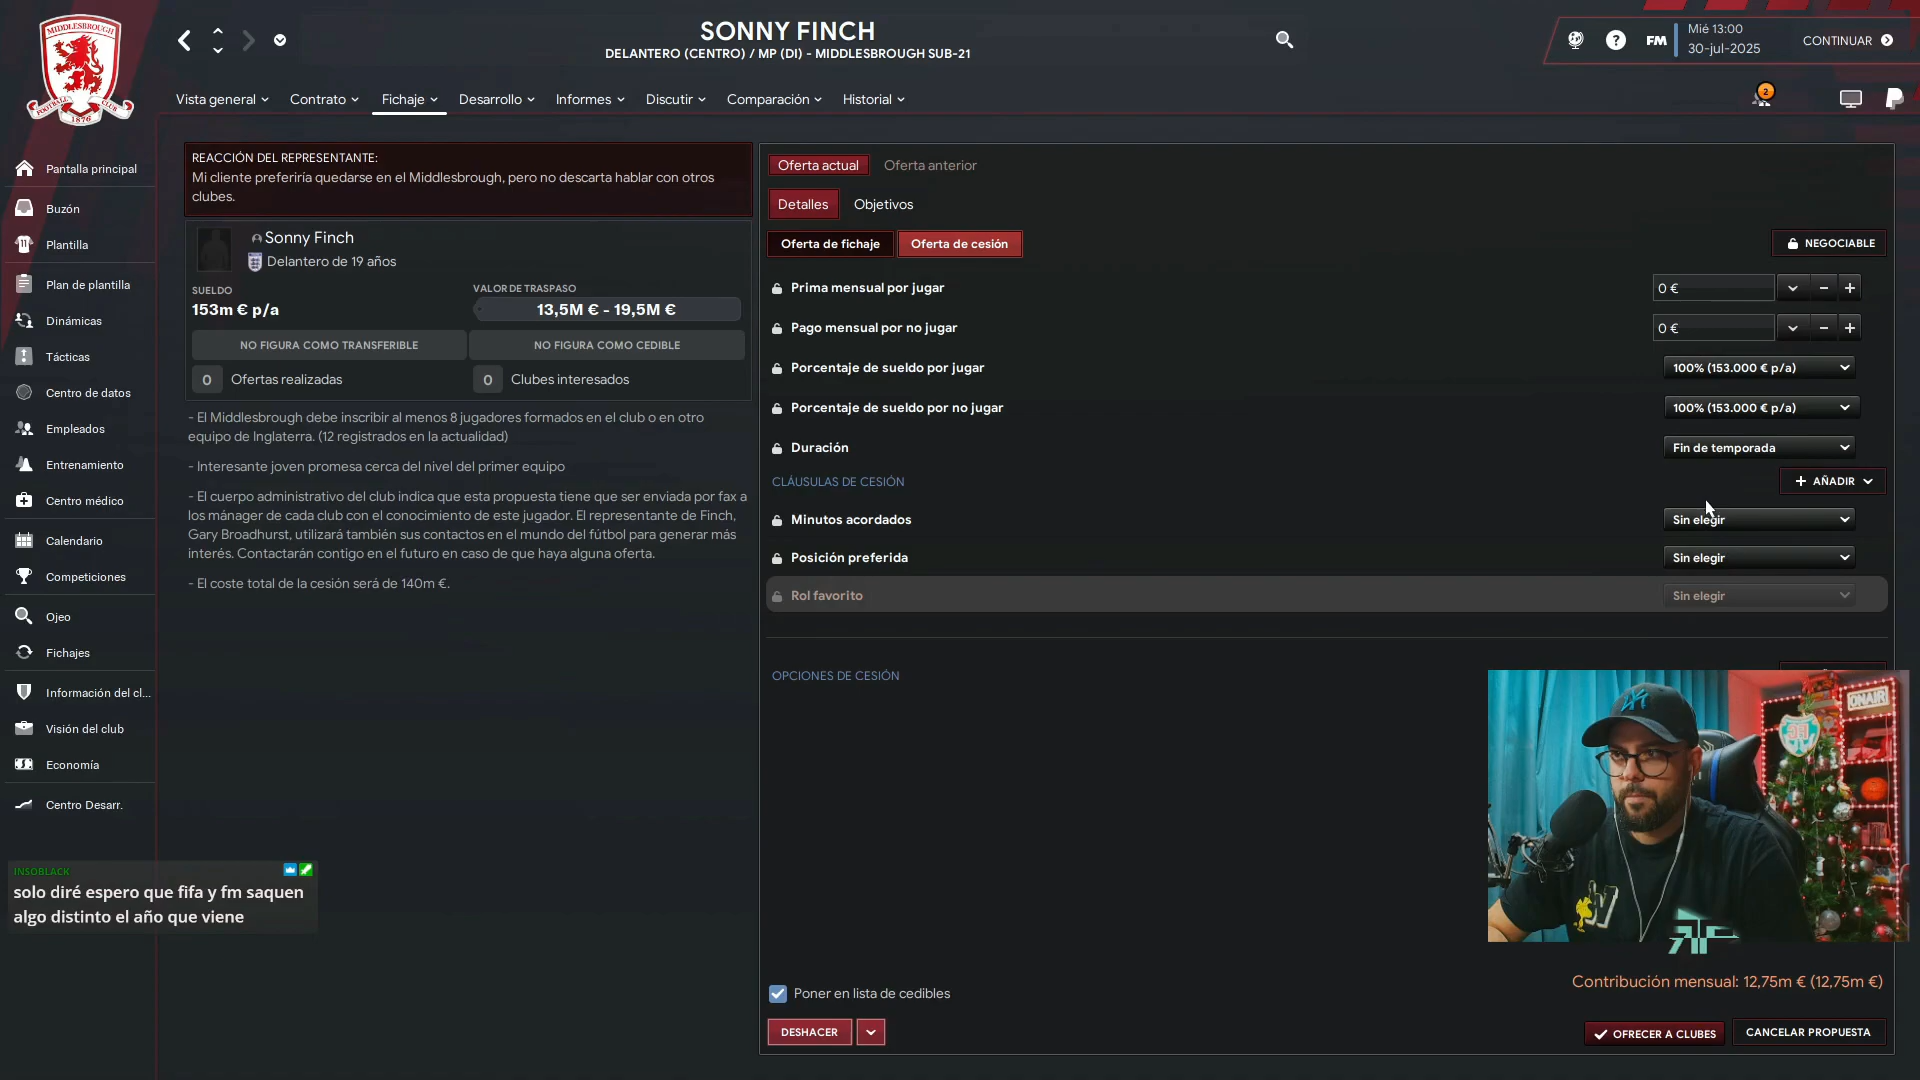 MIDDLESBROUGH
FOOTBALL CLUB
1876
SONNY FINCH
DELANTERO (CENTRO) / MP (DI) - MIDDLESBROUGH SUB-21
FM
Mié 13:00
30-jul-2025
CONTINUAR
Vista general
Contrato
Fichaje
Desarrollo
Informes
Discutir
Comparación
Historial
2
Pantalla principal
Buzón
Plantilla
Plan de plantilla
Dinámicas
Tácticas
Centro de datos
Empleados
Entrenamiento
Centro médico
Calendario
Competiciones
Ojeo
Fichajes
Información del cl...
Visión del club
Economía
Centro Desarr.
REACCIÓN DEL REPRESENTANTE:
Mi cliente preferiría quedarse en el Middlesbrough, pero no descarta hablar con otros
clubes.
Sonny Finch
Delantero de 19 años
SUELDO
153m € p/a
VALOR DE TRASPASO
13,5M € - 19,5M €
NO FIGURA COMO TRANSFERIBLE
NO FIGURA COMO CEDIBLE
0 Ofertas realizadas
0 Clubes interesados
- El Middlesbrough debe inscribir al menos 8 jugadores formados en el club o en otro
equipo de Inglaterra. (12 registrados en la actualidad)
- Interesante joven promesa cerca del nivel del primer equipo
- El cuerpo administrativo del club indica que esta propuesta tiene que ser enviada por fax a
los mánager de cada club con el conocimiento de este jugador. El representante de Finch,
Gary Broadhurst, utilizará también sus contactos en el mundo del fútbol para generar más
interés. Contactarán contigo en el futuro en caso de que haya alguna oferta.
- El coste total de la cesión será de 140m €.
Oferta actual
Oferta anterior
Detalles
Objetivos
Oferta de fichaje
Oferta de cesión
NEGOCIABLE
Prima mensual por jugar
0 €
Pago mensual por no jugar
0 €
Porcentaje de sueldo por jugar
100% (153.000 € p/a)
Porcentaje de sueldo por no jugar
100% (153.000 € p/a)
Duración
Fin de temporada
CLÁUSULAS DE CESIÓN
+ AÑADIR
Minutos acordados
Sin elegir
Posición preferida
Sin elegir
Rol favorito
Sin elegir
OPCIONES DE CESIÓN
ON AIR
INSOBLACK
solo diré espero que fifa y fm saquen
algo distinto el año que viene
Contribución mensual: 12,75m € (12,75m €)
Poner en lista de cedibles
DESHACER
OFRECER A CLUBES
CANCELAR PROPUESTA